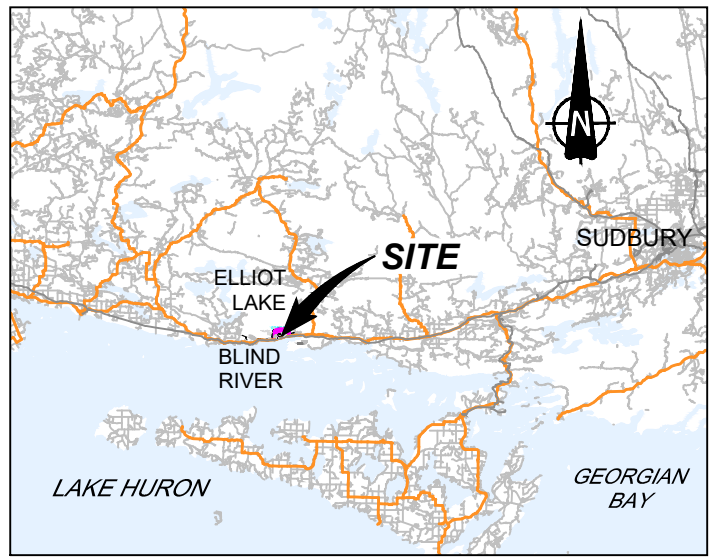 N
SUDBURY
SITE
ELLIOT
LAKE
BLIND
RIVER
LAKE HURON
GEORGIAN
BAY